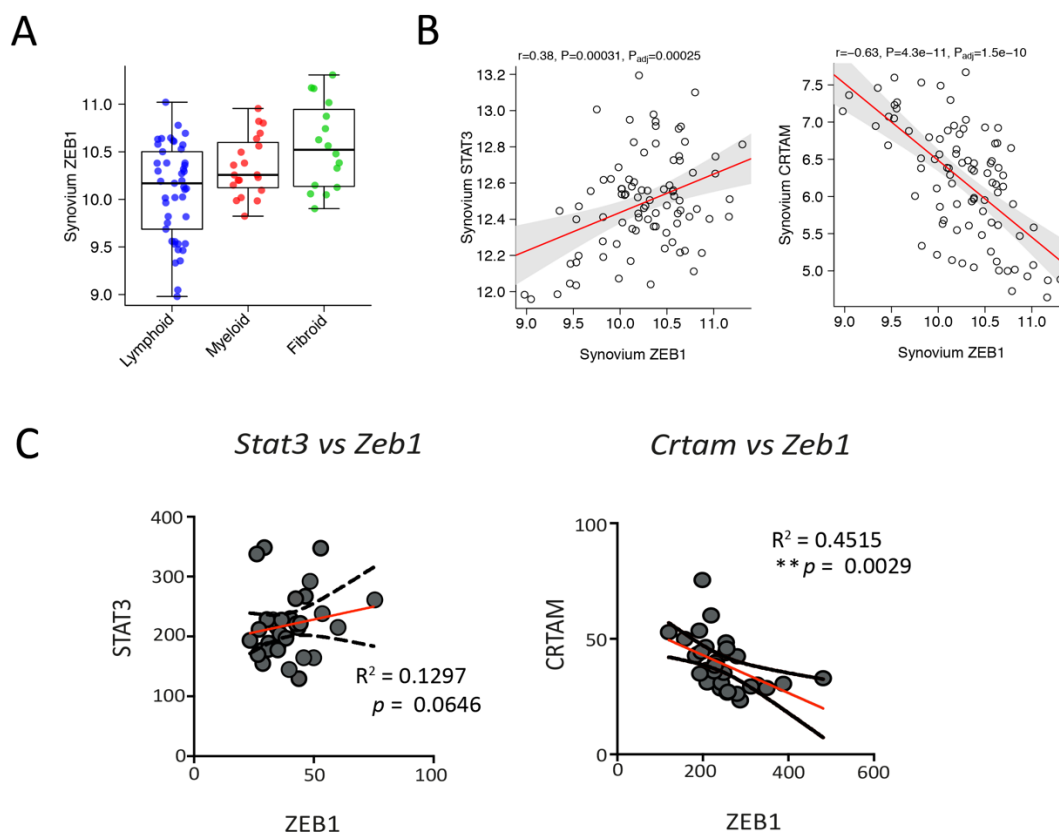 A
Synovium ZEB1
11.0
10.5
10.0
9.5
9.0
Lymphoid
Myeloid
Fibroid
B
r=0.38, P=0.00031, Padj=0.00025
Synovium STAT3
13.2
13.0
12.8
12.6
12.4
12.2
12.0
9.0 9.5 10.0 10.5 11.0
Synovium ZEB1
r=−0.63, P=4.3e−11, Padj=1.5e−10
Synovium CRTAM
7.5
7.0
6.5
6.0
5.5
5.0
9.0 9.5 10.0 10.5 11.0
Synovium ZEB1
C
Stat3 vs Zeb1
STAT3
400
300
200
100
0
0 50 100
ZEB1
R2 = 0.1297
p = 0.0646
Crtam vs Zeb1
CRTAM
100
50
0
0 200 400 600
ZEB1
R2 = 0.4515
**p = 0.0029